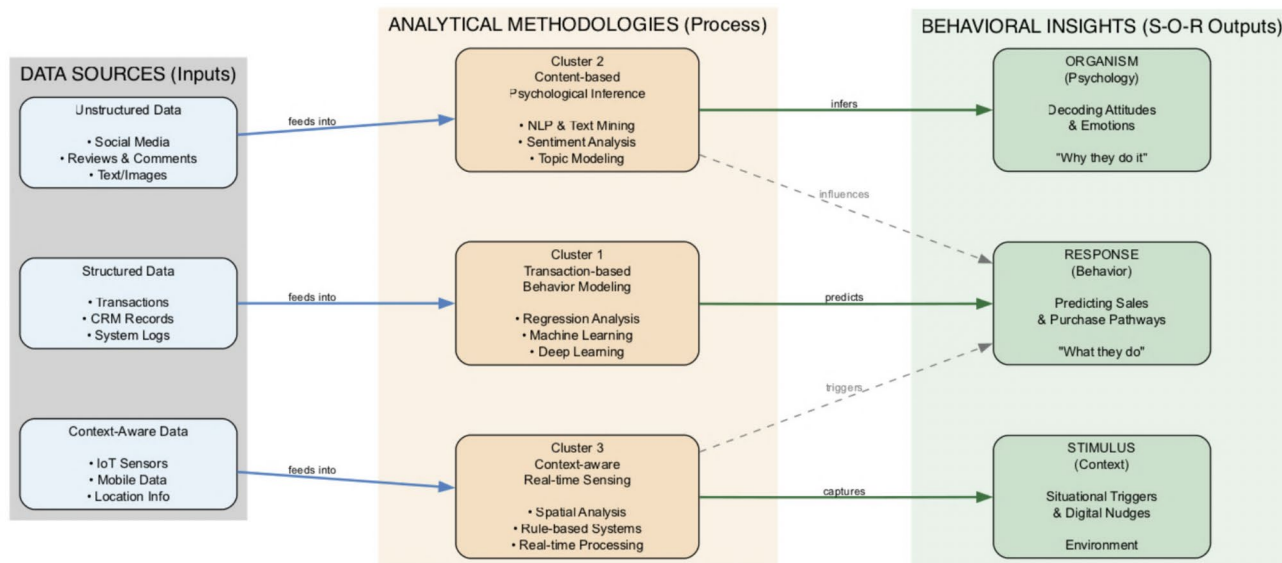 DATA SOURCES (Inputs)
Unstructured Data
• Social Media
• Reviews & Comments
• Text/Images
Structured Data
• Transactions
• CRM Records
• System Logs
Context-Aware Data
• IoT Sensors
• Mobile Data
• Location Info
feeds into
feeds into
feeds into
ANALYTICAL METHODOLOGIES (Process)
Cluster 2
Content-based
Psychological Inference
• NLP & Text Mining
• Sentiment Analysis
• Topic Modeling
Cluster 1
Transaction-based
Behavior Modeling
• Regression Analysis
• Machine Learning
• Deep Learning
Cluster 3
Context-aware
Real-time Sensing
• Spatial Analysis
• Rule-based Systems
• Real-time Processing
infers
influences
predicts
triggers
captures
BEHAVIORAL INSIGHTS (S-O-R Outputs)
ORGANISM
(Psychology)
Decoding Attitudes
& Emotions
"Why they do it"
RESPONSE
(Behavior)
Predicting Sales
& Purchase Pathways
"What they do"
STIMULUS
(Context)
Situational Triggers
& Digital Nudges
Environment